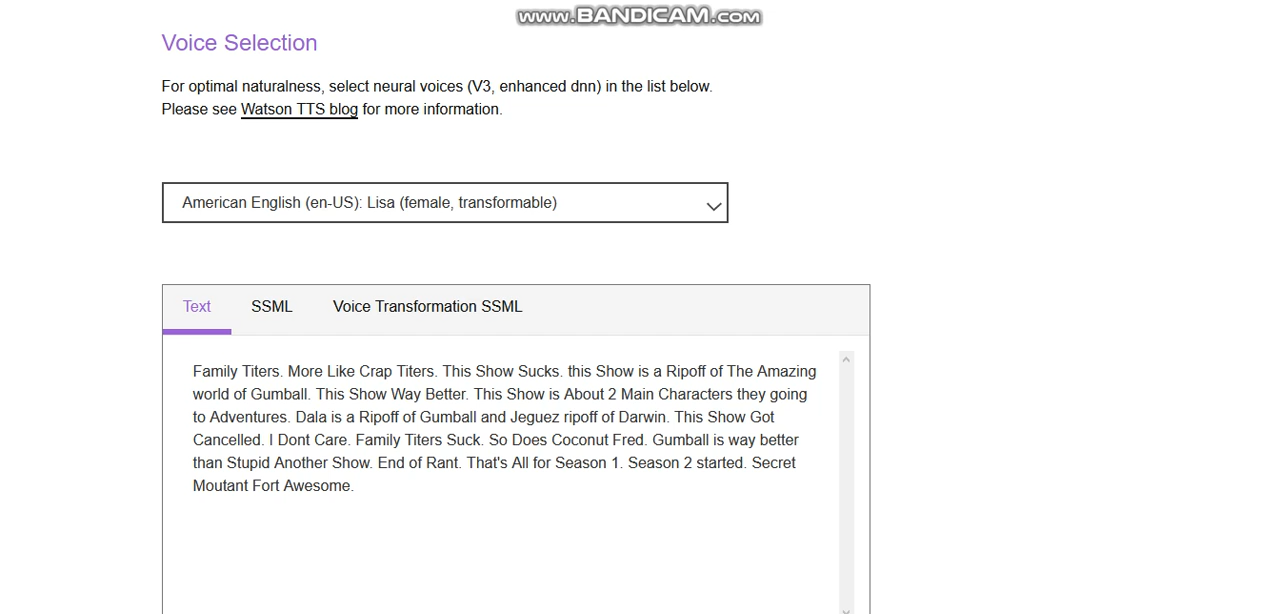 www.BANDICAM.com
Voice Selection
For optimal naturalness, select neural voices (V3, enhanced dnn) in the list below.
Please see Watson TTS blog for more information.
American English (en-US): Lisa (female, transformable)
Text SSML Voice Transformation SSML
Family Titers. More Like Crap Titers. This Show Sucks. this Show is a Ripoff of The Amazing
world of Gumball. This Show Way Better. This Show is About 2 Main Characters they going
to Adventures. Dala is a Ripoff of Gumball and Jeguez ripoff of Darwin. This Show Got
Cancelled. I Dont Care. Family Titers Suck. So Does Coconut Fred. Gumball is way better
than Stupid Another Show. End of Rant. That's All for Season 1. Season 2 started. Secret
Moutant Fort Awesome.